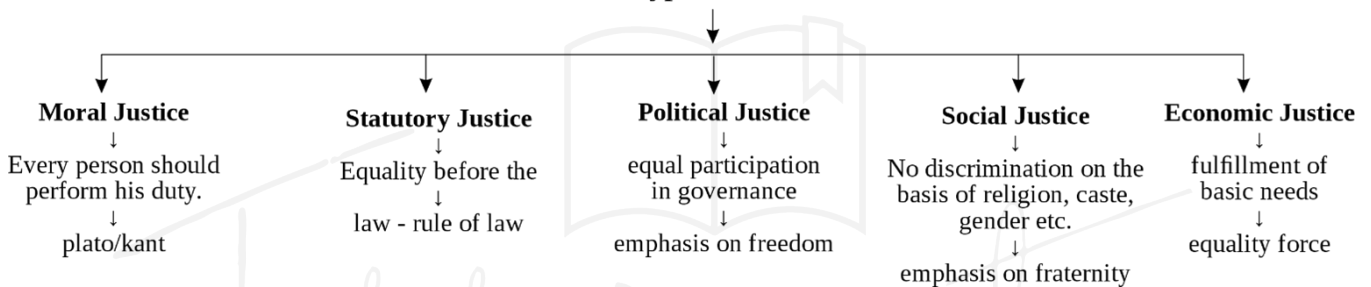 Moral Justice
↓
Every person should
perform his duty.
↓
plato/kant
Statutory Justice
↓
Equality before the
↓
law - rule of law
Political Justice
↓
equal participation
in governance
↓
emphasis on freedom
Social Justice
↓
No discrimination on the
basis of religion, caste,
gender etc.
↓
emphasis on fraternity
Economic Justice
↓
fulfillment of
basic needs
↓
equality force